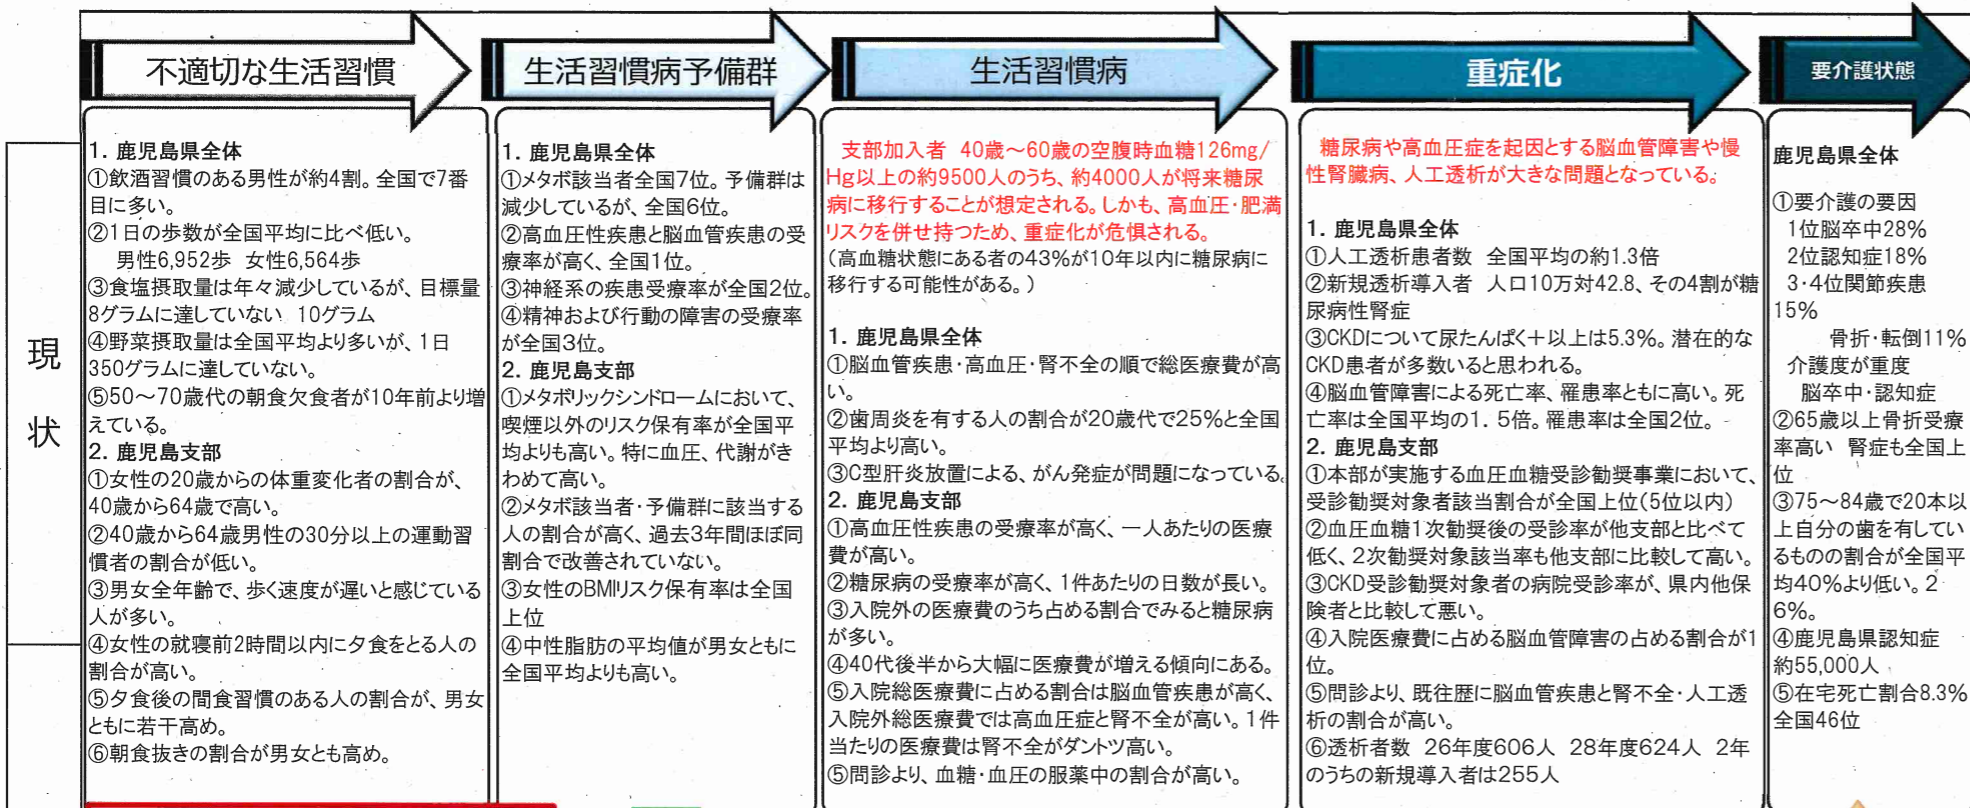 不適切な生活習慣
生活習慣病予備群
生活習慣病
重症化
要介護状態
現
状
1. 鹿児島県全体
①飲酒習慣のある男性が約4割。全国で7番
目に多い。
②1日の歩数が全国平均に比べ低い。
男性6,952歩 女性6,564歩
③食塩摂取量は年々減少しているが、目標量
8グラムに達していない 10グラム
④野菜摂取量は全国平均より多いが、1日
350グラムに達していない。
⑤50～70歳代の朝食欠食者が10年前より増
えている。
2. 鹿児島支部
①女性の20歳からの体重変化者の割合が、
40歳から64歳で高い。
②40歳から64歳男性の30分以上の運動習
慣者の割合が低い。
③男女全年齢で、歩く速度が遅いと感じている
人が多い。
④女性の就寝前2時間以内に夕食をとる人の
割合が高い。
⑤夕食後の間食習慣のある人の割合が、男女
ともに若干高め。
⑥朝食抜きの割合が男女とも高め。
1. 鹿児島県全体
①メタボ該当者全国7位。予備群は
減少しているが、全国6位。
②高血圧性疾患と脳血管疾患の受
療率が高く、全国1位。
③神経系の疾患受療率が全国2位。
④精神および行動の障害の受療率
が全国3位。
2. 鹿児島支部
①メタボリックシンドロームにおいて、
喫煙以外のリスク保有率が全国平
均よりも高い。特に血圧、代謝がき
わめて高い。
②メタボ該当者・予備群に該当する
人の割合が高く、過去3年間ほぼ同
割合で改善されていない。
③女性のBMIリスク保有率は全国
上位
④中性脂肪の平均値が男女ともに
全国平均よりも高い。
支部加入者 40歳～60歳の空腹時血糖126mg/
Hg以上の約9500人のうち、約4000人が将来糖尿
病に移行することが想定される。しかも、高血圧・肥満
リスクを併せ持つため、重症化が危惧される。
(高血糖状態にある者の43%が10年以内に糖尿病に
移行する可能性がある。)
1. 鹿児島県全体
①脳血管疾患・高血圧・腎不全の順で総医療費が高
い。
②歯周炎を有する人の割合が20歳代で25%と全国
平均より高い。
③C型肝炎放置による、がん発症が問題になっている。
2. 鹿児島支部
①高血圧性疾患の受療率が高く、一人あたりの医療
費が高い。
②糖尿病の受療率が高く、1件あたりの日数が長い。
③入院外の医療費のうち占める割合でみると糖尿病
が多い。
④40代後半から大幅に医療費が増える傾向にある。
⑤入院総医療費に占める割合は脳血管疾患が高く、
入院外総医療費では高血圧症と腎不全が高い。1件
当たりの医療費は腎不全がダントツ高い。
⑤問診より、血糖・血圧の服薬中の割合が高い。
糖尿病や高血圧症を起因とする脳血管障害や慢
性腎臓病、人工透析が大きな問題となっている。
1. 鹿児島県全体
①人工透析患者数 全国平均の約1.3倍
②新規透析導入者 人口10万対42.8、その4割が糖
尿病性腎症
③CKDについて尿たんぱく＋以上は5.3%。潜在的な
CKD患者が多数いると思われる。
④脳血管障害による死亡率、罹患率ともに高い。死
亡率は全国平均の1. 5倍。罹患率は全国2位。
2. 鹿児島支部
①本部が実施する血圧血糖受診勧奨事業において、
受診勧奨対象者該当割合が全国上位(5位以内)
②血圧血糖1次勧奨後の受診率が他支部と比べて
低く、2次勧奨対象該当率も他支部に比較して高い。
③CKD受診勧奨対象者の病院受診率が、県内他保
険者と比較して悪い。
④入院医療費に占める脳血管障害の占める割合が1
位。
⑤問診より、既往歴に脳血管疾患と腎不全・人工透
析の割合が高い。
⑥透析者数 26年度606人 28年度624人 2年
のうちの新規導入者は255人
鹿児島県全体
①要介護の要因
1位脳卒中28%
2位認知症18%
3・4位関節疾患
15%
骨折・転倒11%
介護度が重度
脳卒中・認知症
②65歳以上骨折受療
率高い 腎症も全国上
位
③75～84歳で20本以
上自分の歯を有してい
るものの割合が全国平
均40%より低い。2
6%。
④鹿児島県認知症
約55,000人
⑤在宅死亡割合8.3%
全国46位